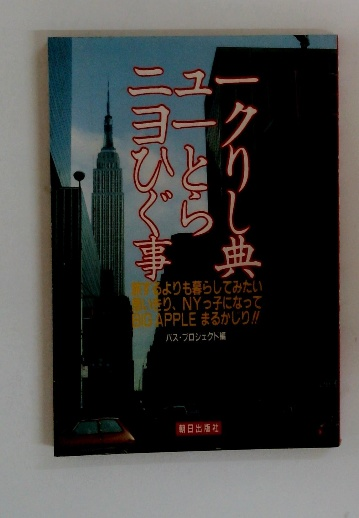 ニュー
ヨーク
ひとり
ぐらし
事典
するよりも暮らしてみたい
きり、NYっ子になって
BIG APPLE まるかじり!!
バス・プロジェクト編
朝日出版社